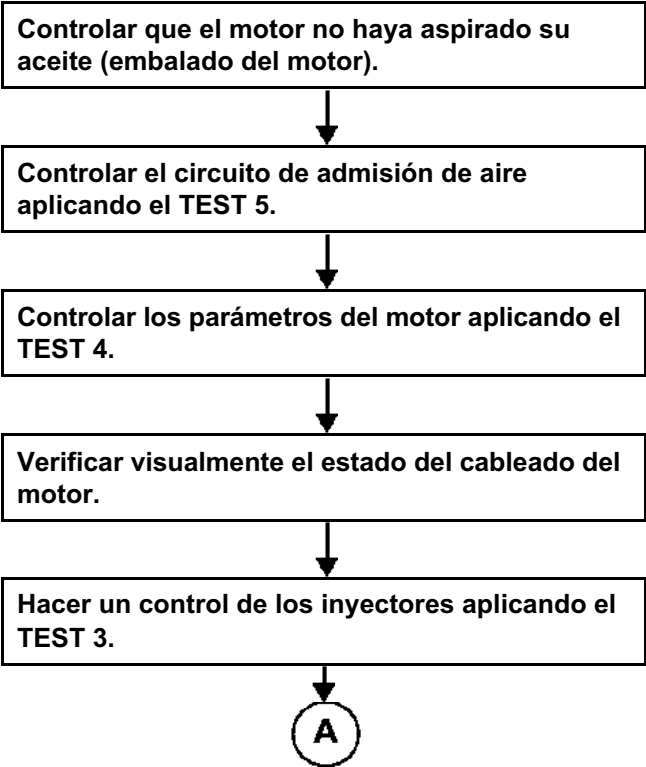 Controlar que el motor no haya aspirado su
aceite (embalado del motor).
Controlar el circuito de admisión de aire
aplicando el TEST 5.
Controlar los parámetros del motor aplicando el
TEST 4.
Verificar visualmente el estado del cableado del
motor.
Hacer un control de los inyectores aplicando el
TEST 3.
A